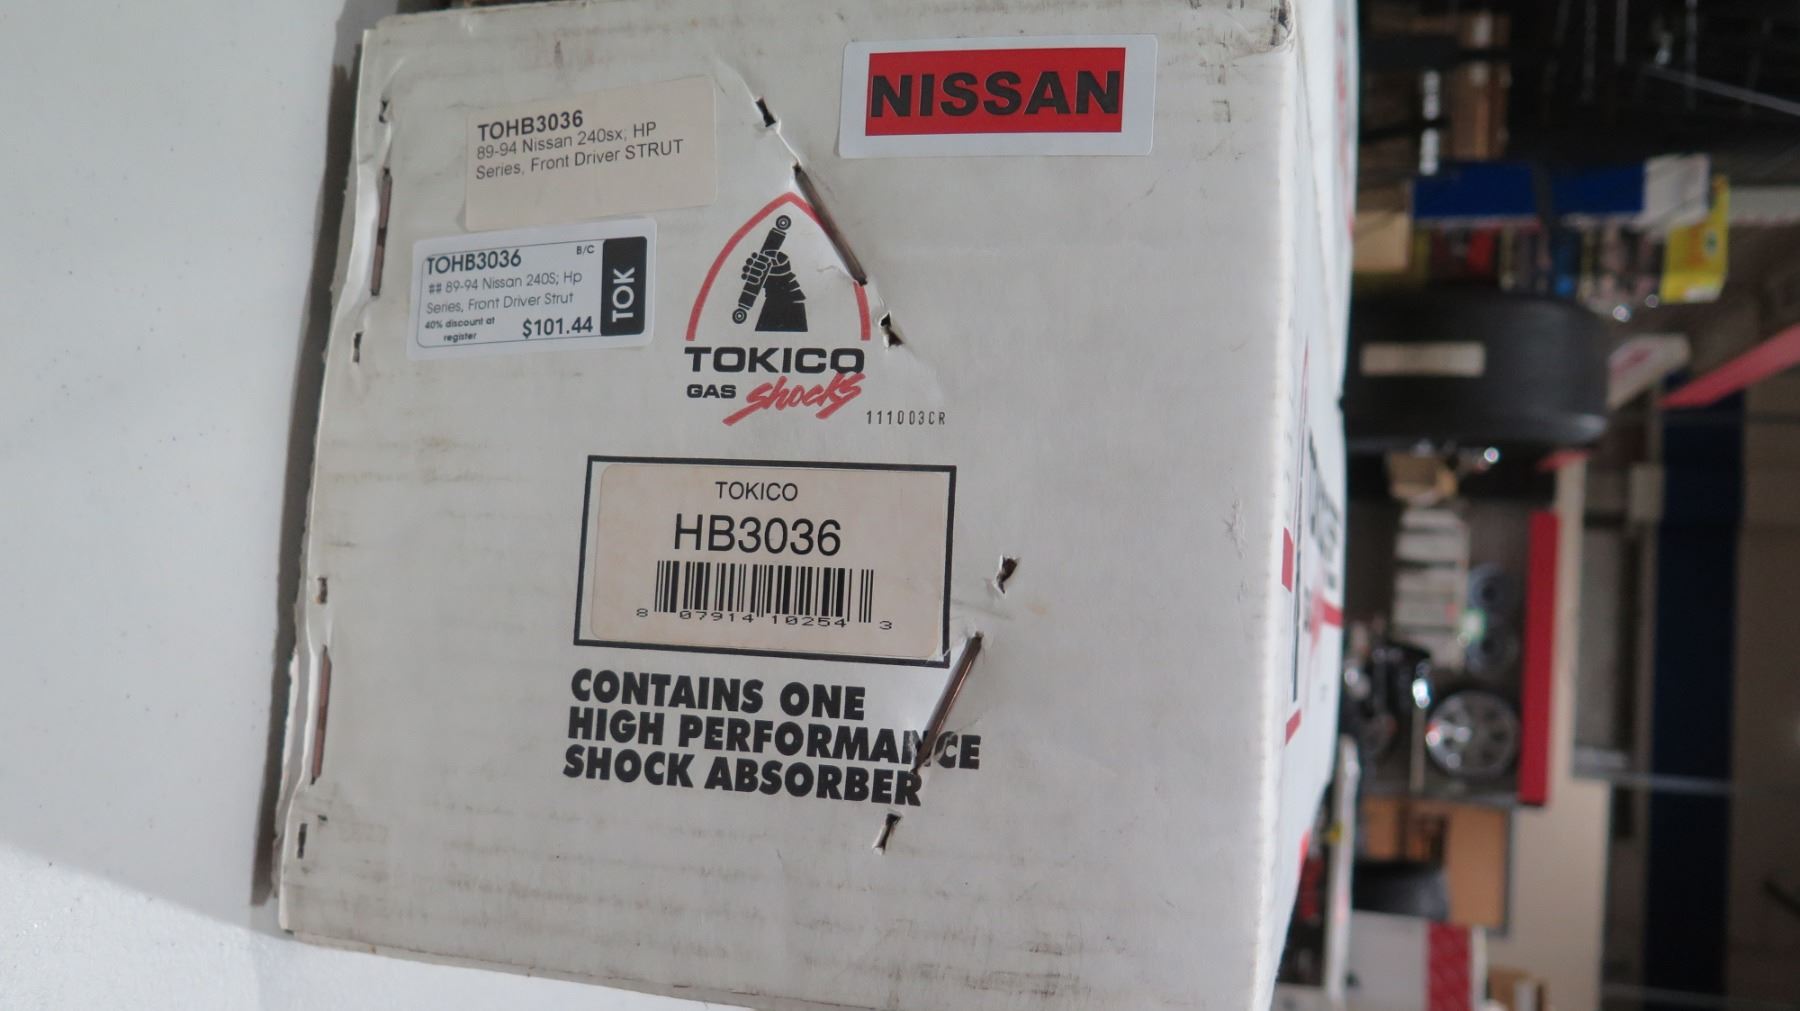 TOHB3036
89-94 Nissan 240sx; HP
Series, Front Driver STRUT
NISSAN
TOHB3036 B/C
## 89-94 Nissan 240S; Hp
Series, Front Driver Strut
40% discount at
register $101.44
TOK
TOKICO
GAS Shocks
111003CR
TOKICO
HB3036
8 07914 10254 3
CONTAINS ONE
HIGH PERFORMANCE
SHOCK ABSORBER